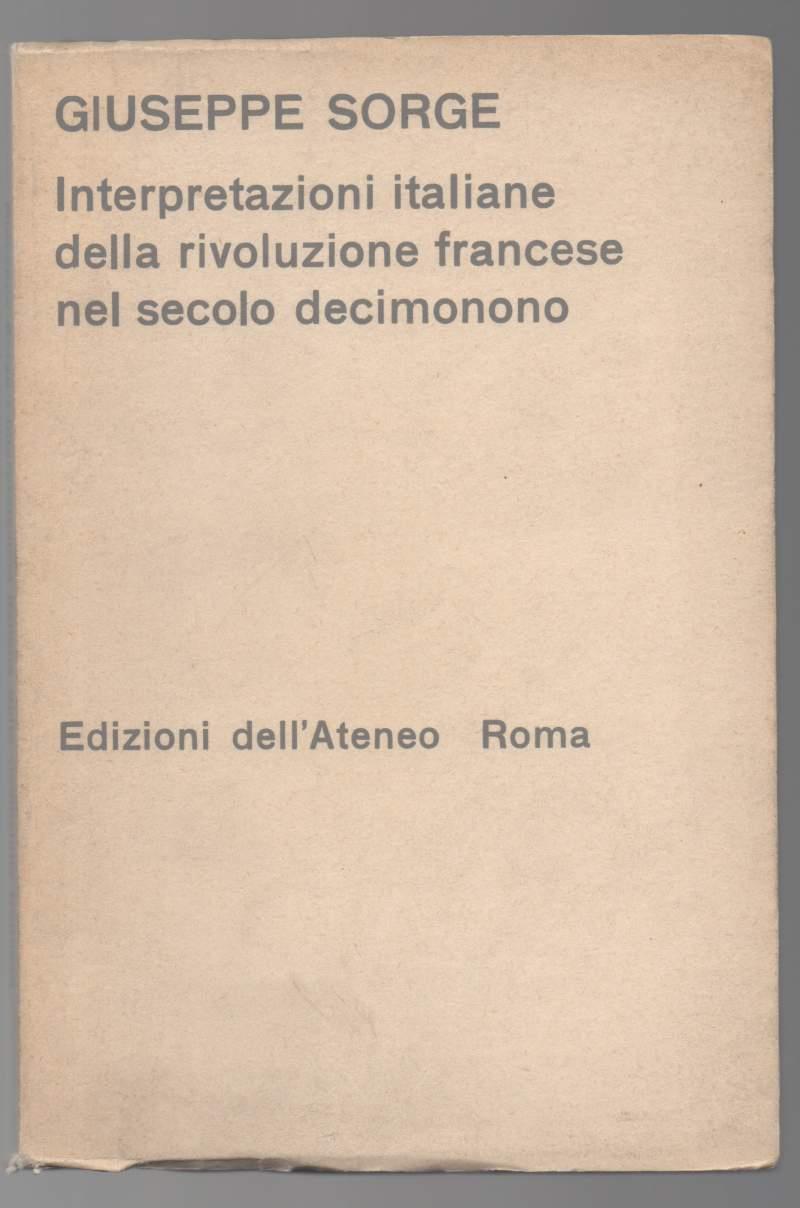 GIUSEPPE SORGE
Interpretazioni italiane
della rivoluzione francese
nel secolo decimonono
Edizioni dell'Ateneo Roma